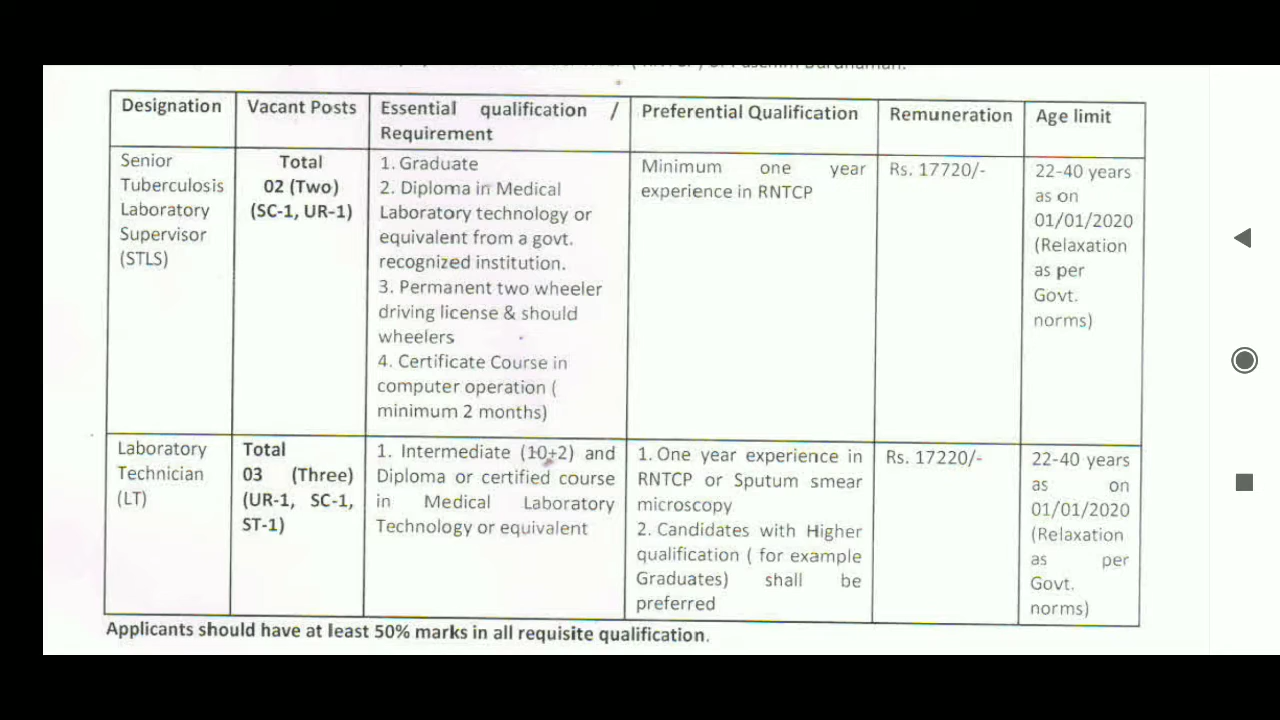 Designation
Vacant Posts
Essential qualification /
Requirement
Preferential Qualification
Remuneration
Age limit
Senior
Tuberculosis
Laboratory
Supervisor
(STLS)
Total
02 (Two)
(SC-1, UR-1)
1. Graduate
2. Diploma in Medical
Laboratory technology or
equivalent from a govt.
recognized institution.
3. Permanent two wheeler
driving license & should
wheelers
4. Certificate Course in
computer operation (
minimum 2 months)
Minimum one year
experience in RNTCP
Rs. 17720/-
22-40 years
as on
01/01/2020
(Relaxation
as per
Govt.
norms)
Laboratory
Technician
(LT)
Total
03 (Three)
(UR-1, SC-1,
ST-1)
1. Intermediate (10+2) and
Diploma or certified course
in Medical Laboratory
Technology or equivalent
1. One year experience in
RNTCP or Sputum smear
microscopy
2. Candidates with Higher
qualification ( for example
Graduates) shall be
preferred
Rs. 17220/-
22-40 years
as on
01/01/2020
(Relaxation
as per
Govt.
norms)
Applicants should have at least 50% marks in all requisite qualification.